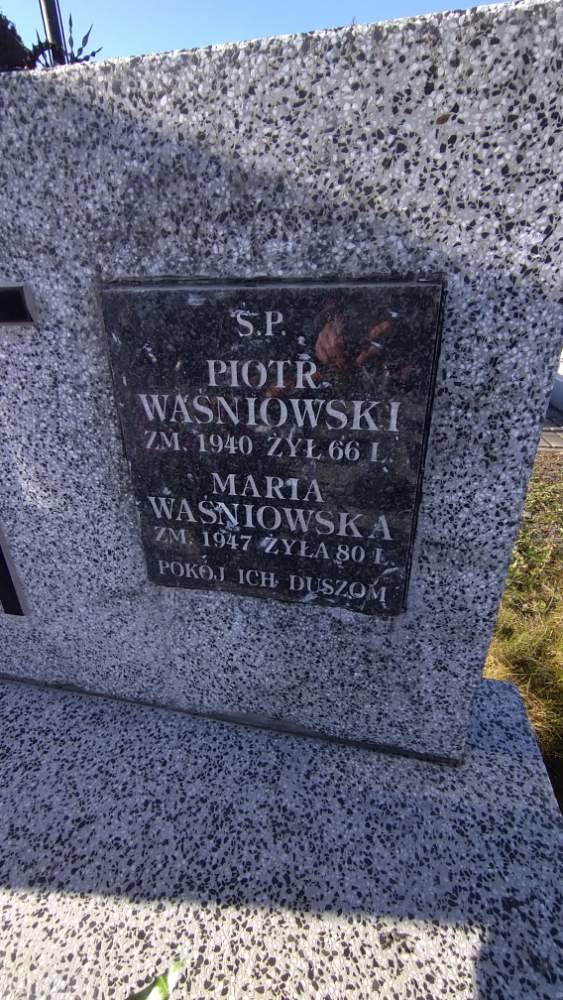 Ś.P.
PIOTR
WAŚNIOWSKI
ZM. 1940 ŻYŁ 66 L.
MARIA
WAŚNIOWSKA
ZM. 1947 ŻYŁA 80 L.
POKÓJ ICH DUSZOM